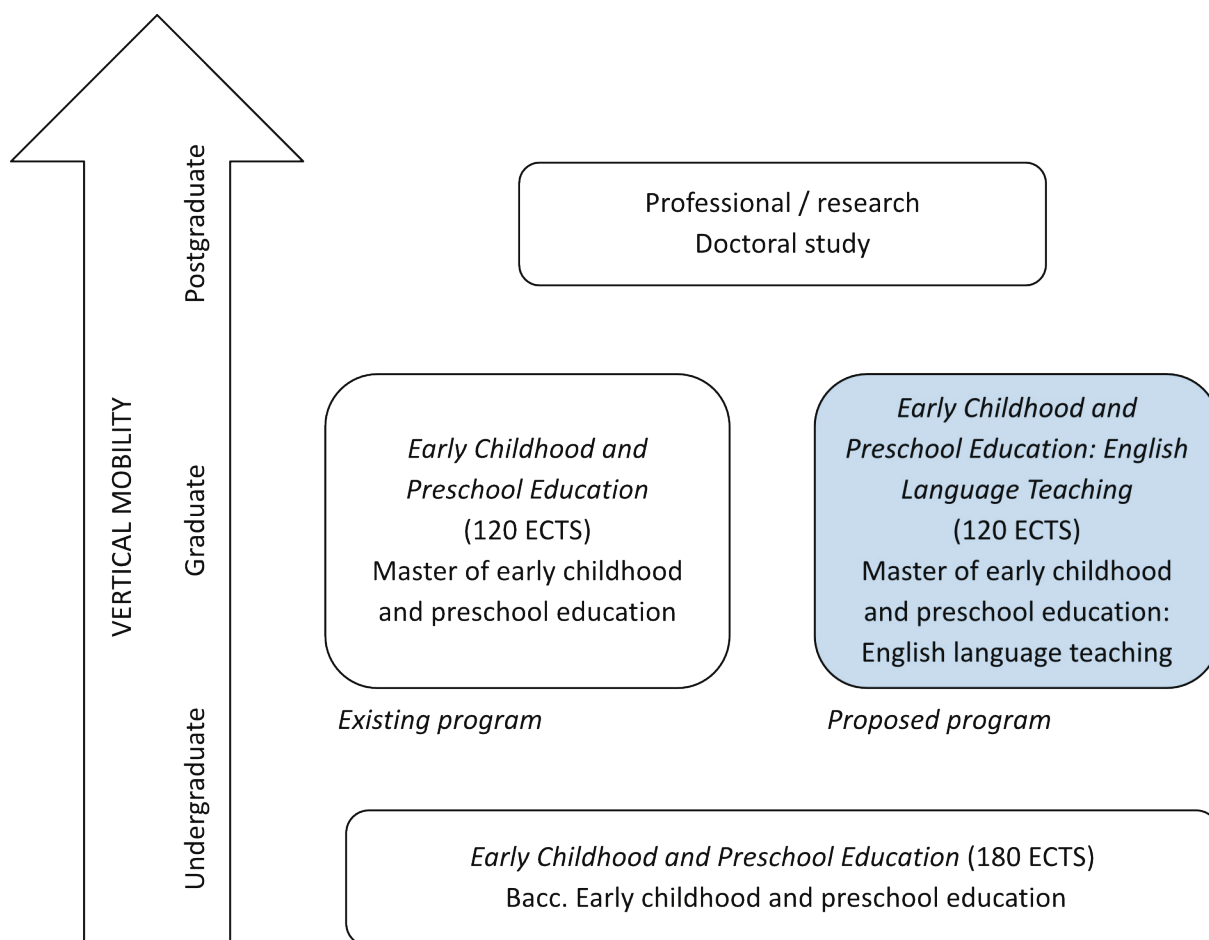 Postgraduate
Professional / research
Doctoral study
VERTICAL MOBILITY
Graduate
Early Childhood and
Preschool Education
(120 ECTS)
Master of early childhood
and preschool education
Existing program
Early Childhood and
Preschool Education: English
Language Teaching
(120 ECTS)
Master of early childhood
and preschool education:
English language teaching
Proposed program
Undergraduate
Early Childhood and Preschool Education (180 ECTS)
Bacc. Early childhood and preschool education